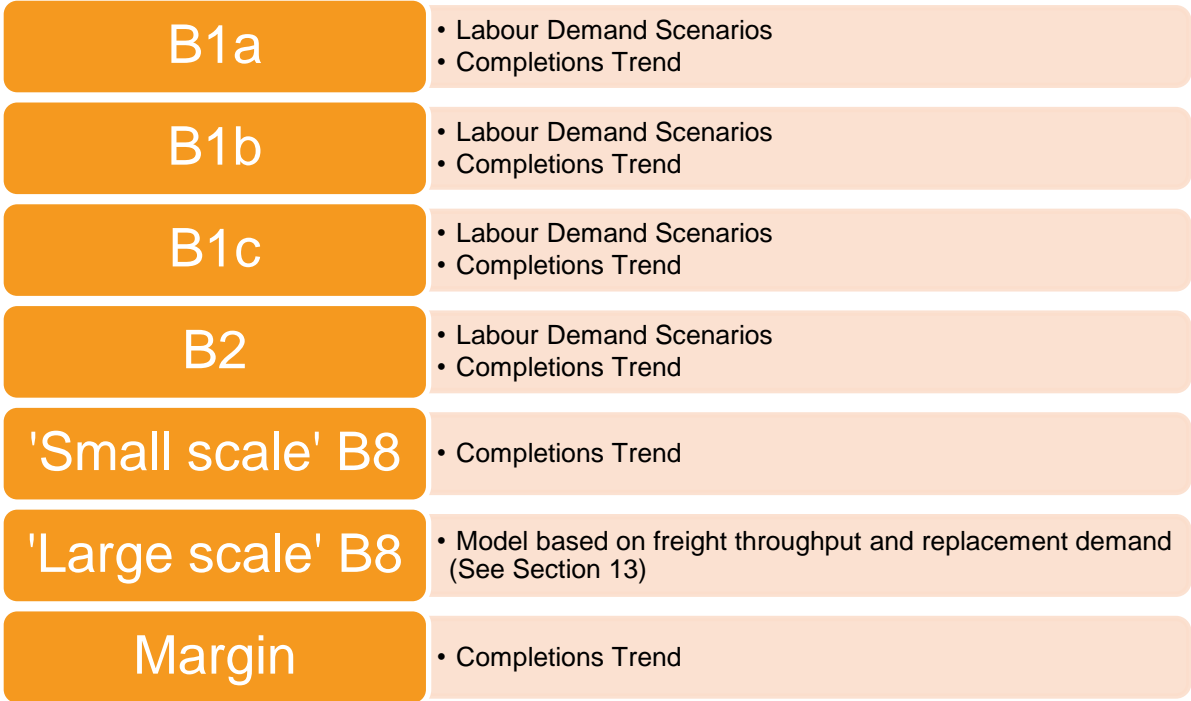 B1a
• Labour Demand Scenarios
• Completions Trend
B1b
• Labour Demand Scenarios
• Completions Trend
B1c
• Labour Demand Scenarios
• Completions Trend
B2
• Labour Demand Scenarios
• Completions Trend
'Small scale' B8
• Completions Trend
'Large scale' B8
• Model based on freight throughput and replacement demand
(See Section 13)
Margin
• Completions Trend